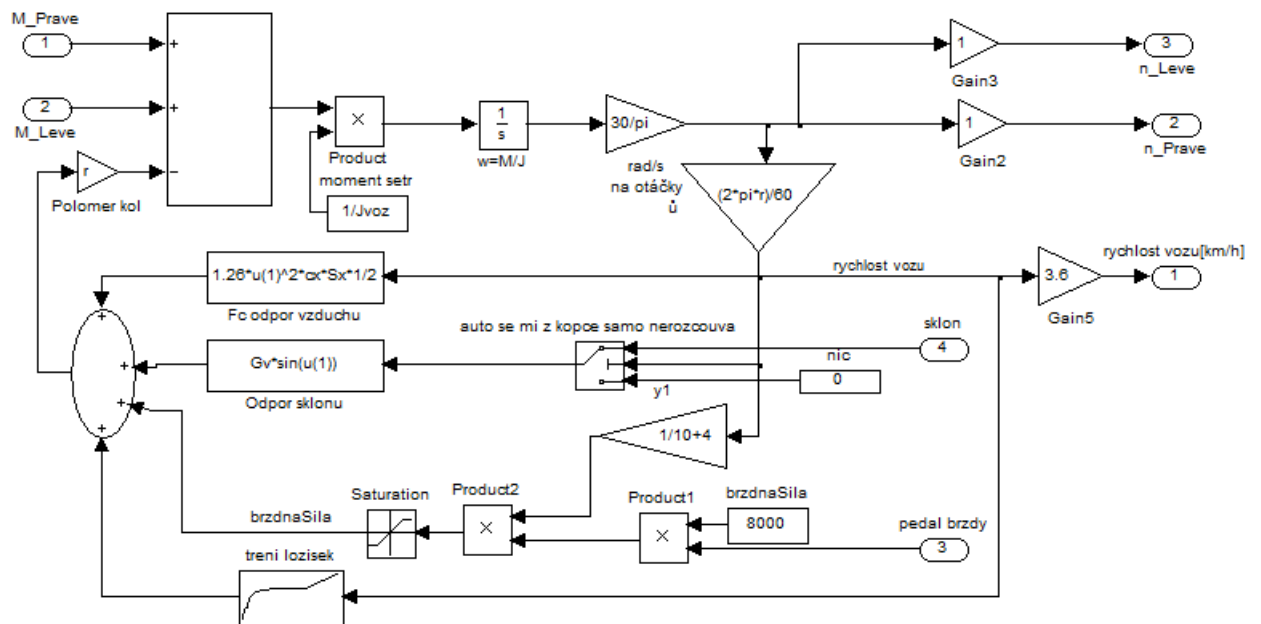 M_Prave
1
+
2
+
M_Leve
r
−
Polomer kol
×
Product
moment setr
1/Jvoz
1
s
w=M/J
30/pi
rad/s
na otáčky
ů
1
Gain3
3
n_Leve
1
Gain2
2
n_Prave
(2*pi*r)/60
rychlost vozu
3.6
Gain5
rychlost vozu[km/h]
1
1.26*u(1)^2*cx*Sx*1/2
Fc odpor vzduchu
auto se mi z kopce samo nerozcouva
sklon
4
nic
0
y1
Gv*sin(u(1))
Odpor sklonu
+
+
+
+
1/10+4
Saturation
Product2
×
Product1
×
brzdnaSila
8000
pedal brzdy
3
brzdnaSila
treni lozisek